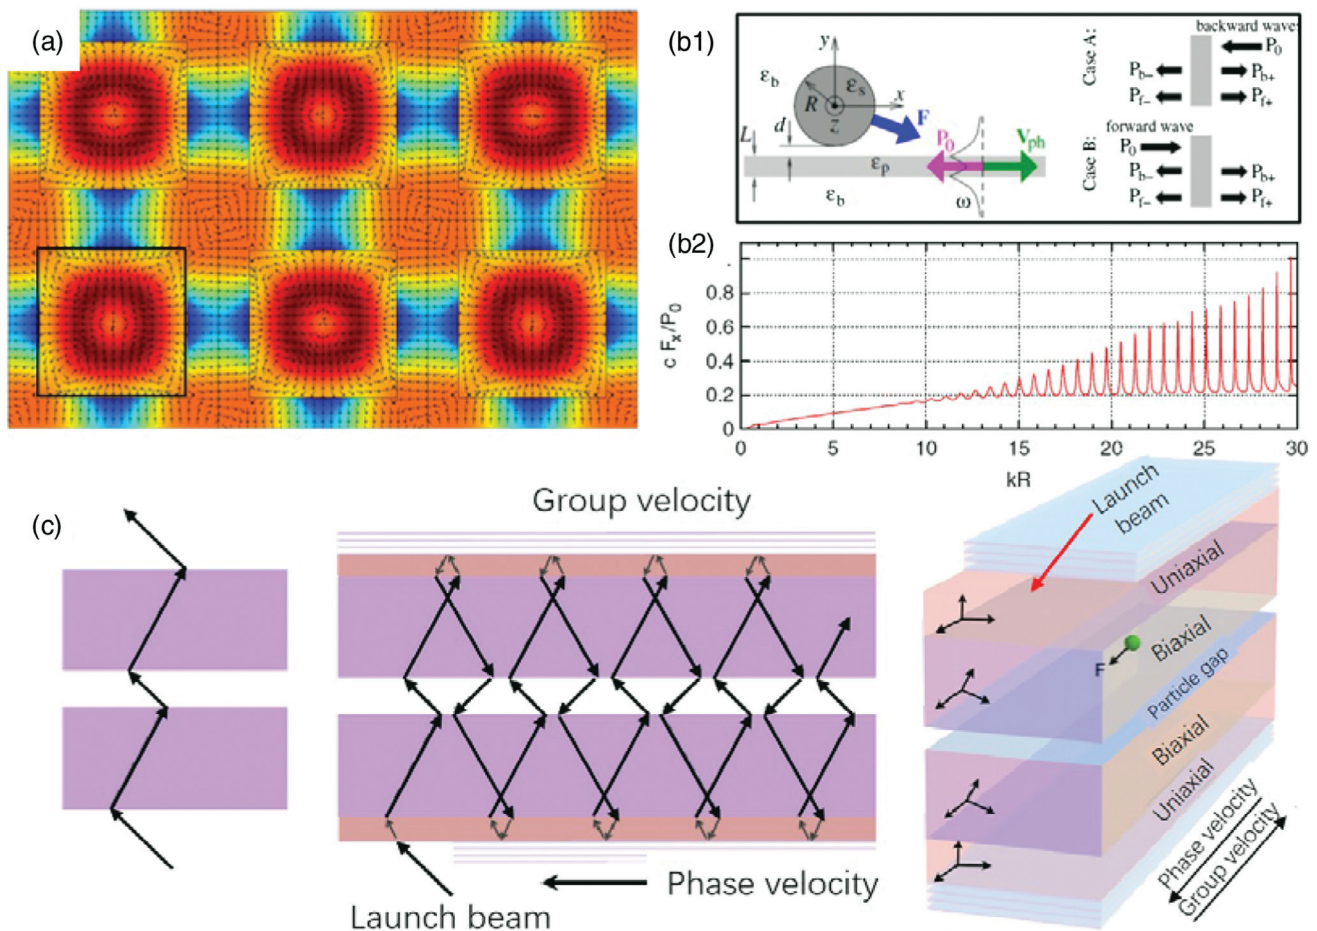 (a)
(b1)
y
ε_b
ε_s
R
x
z
d
F
L
P_0
V_ph
ε_p
ε_b
ω
Case A:
backward wave:
P_0
P_b−
P_b+
P_f−
P_f+
Case B:
forward wave
P_0
P_b−
P_b+
P_f−
P_f+
(b2)
c F_x/P_0
0.8
0.6
0.4
0.2
0
0
5
10
15
20
25
30
kR
(c)
Group velocity
Launch beam
Phase velocity
Launch
beam
Uniaxial
Biaxial
F
Particle gap
Biaxial
Uniaxial
Phase velocity
Group velocity